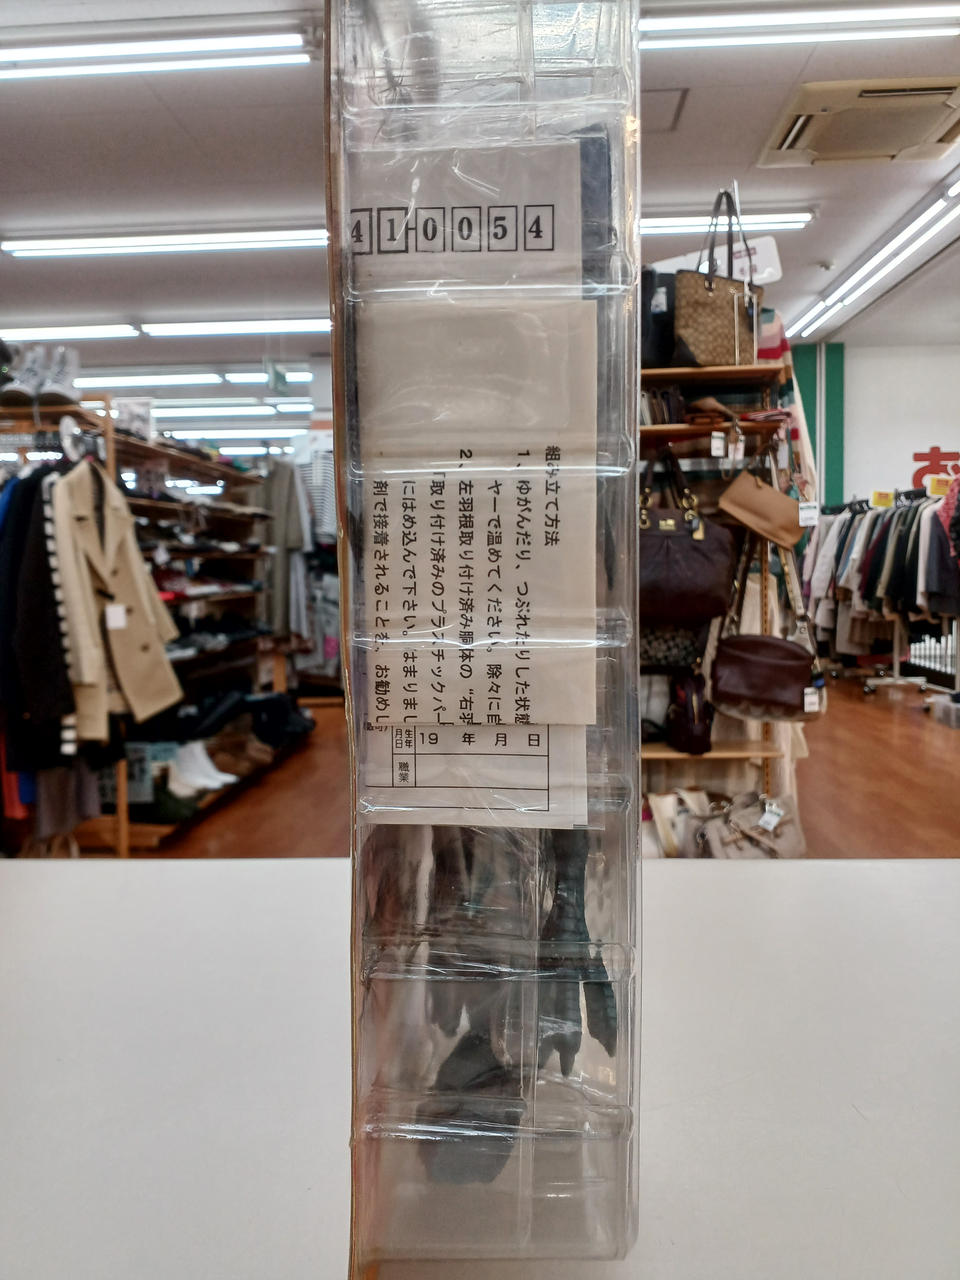 410054
組み立て方法
1、ゆがんだり、つぶれたりした状態
ヤーで温めてください。除々に自
2、左羽根取り付け済み胴体の“右羽
「取り付け済みのプラスチックパー
にはめ込んで下さい。はまりまし
剤で接着されることを、お勧めし
生年月日 19 年 月 日
職業